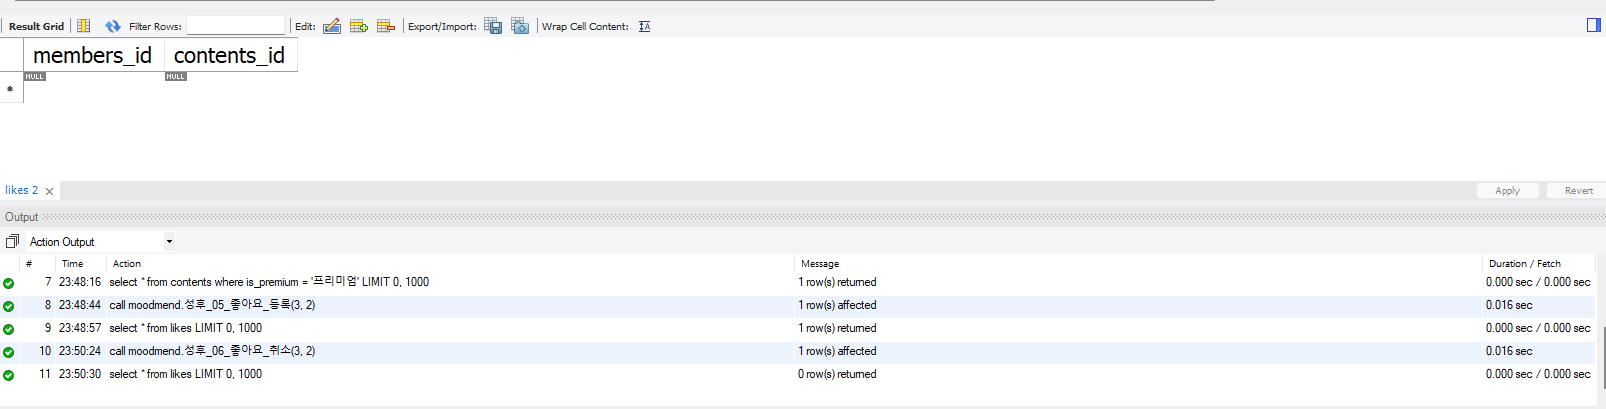 Result Grid Filter Rows: Edit: Export/Import: Wrap Cell Content: IA
members_id contents_id
NULL NULL
*
likes 2 × Apply Revert
Output
Action Output
# Time Action Message Duration / Fetch
7 23:48:16 select * from contents where is_premium = '프리미엄' LIMIT 0, 1000 1 row(s) returned 0.000 sec / 0.000 sec
8 23:48:44 call moodmend.성후_05_좋아요_등록(3, 2) 1 row(s) affected 0.016 sec
9 23:48:57 select * from likes LIMIT 0, 1000 1 row(s) returned 0.000 sec / 0.000 sec
10 23:50:24 call moodmend.성후_06_좋아요_취소(3, 2) 1 row(s) affected 0.016 sec
11 23:50:30 select * from likes LIMIT 0, 1000 0 row(s) returned 0.000 sec / 0.000 sec